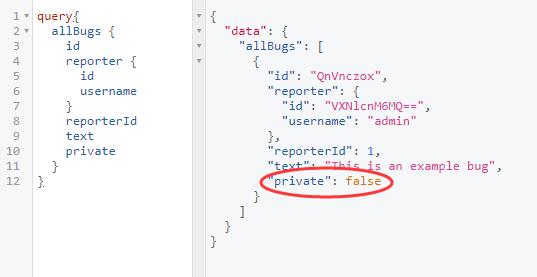 1 query{
2 allBugs {
3 id
4 reporter {
5 id
6 username
7 }
8 reporterId
9 text
10 private
11 }
12 }
{
"data": {
"allBugs": [
{
"id": "QnVnczox",
"reporter": {
"id": "VXNlcnM6MQ==",
"username": "admin"
},
"reporterId": 1,
"text": "This is an example bug",
"private": false
}
]
}
}